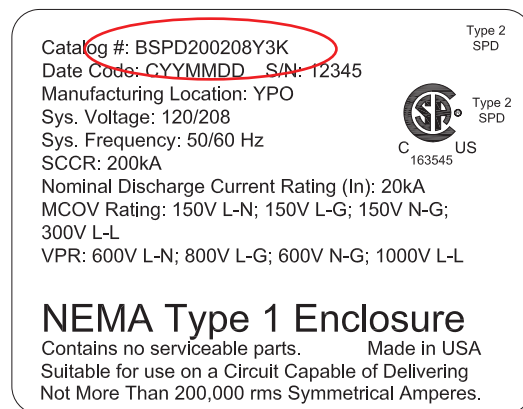 Type 2
SPD
Catalog #: BSPD200208Y3K
Date Code: CYYMMDD S/N: 12345
Manufacturing Location: YPO
Sys. Voltage: 120/208
Sys. Frequency: 50/60 Hz
SCCR: 200kA
SA
Type 2
SPD
C US
163545
Nominal Discharge Current Rating (In): 20kA
MCOV Rating: 150V L-N; 150V L-G; 150V N-G;
300V L-L
VPR: 600V L-N; 800V L-G; 600V N-G; 1000V L-L
NEMA Type 1 Enclosure
Contains no serviceable parts. Made in USA
Suitable for use on a Circuit Capable of Delivering
Not More Than 200,000 rms Symmetrical Amperes.